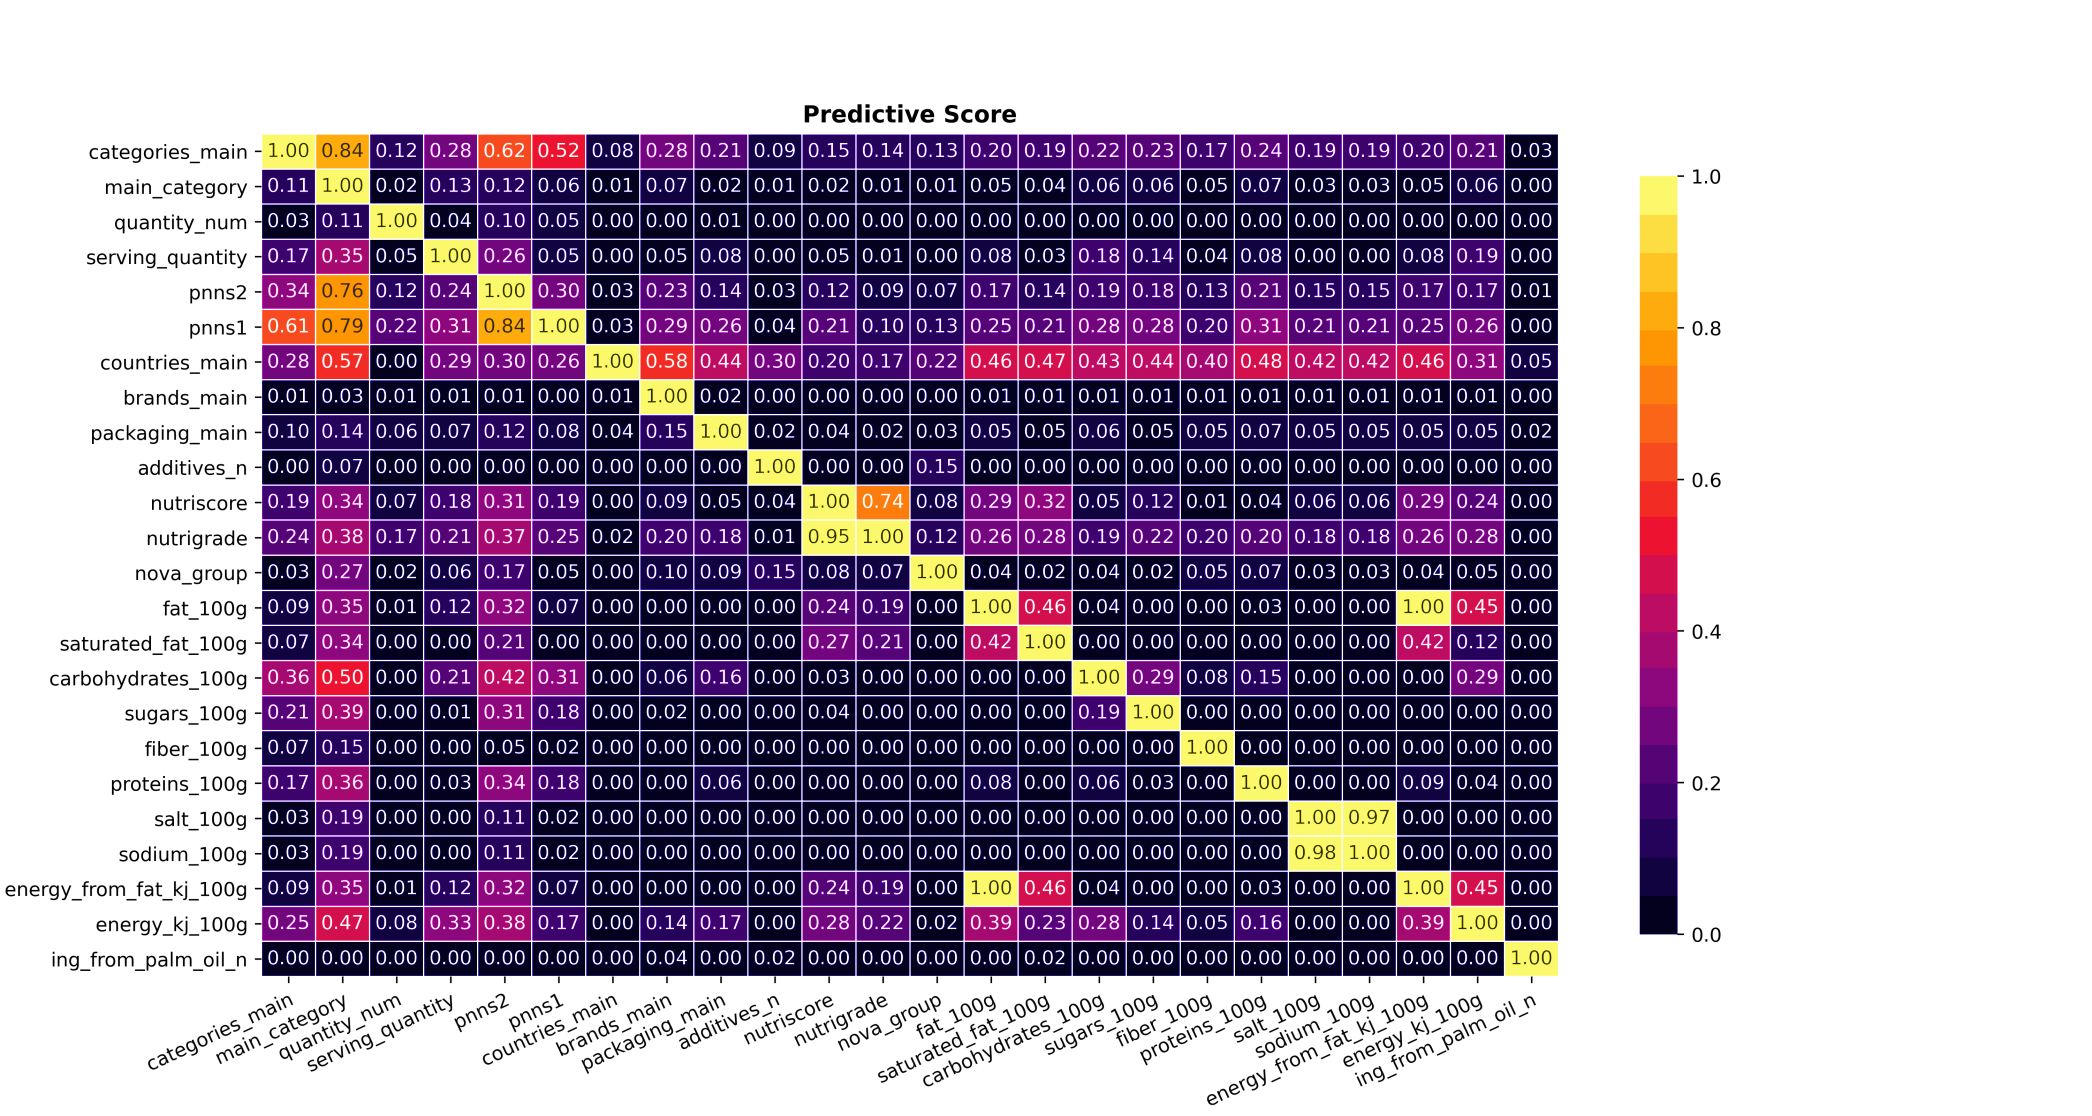 Predictive Score
categories_main 1.00 0.84 0.12 0.28 0.62 0.52 0.08 0.28 0.21 0.09 0.15 0.14 0.13 0.20 0.19 0.22 0.23 0.17 0.24 0.19 0.19 0.20 0.21 0.03
main_category 0.11 1.00 0.02 0.13 0.12 0.06 0.01 0.07 0.02 0.01 0.02 0.01 0.01 0.05 0.04 0.06 0.06 0.05 0.07 0.03 0.03 0.05 0.06 0.00
quantity_num 0.03 0.11 1.00 0.04 0.10 0.05 0.00 0.00 0.01 0.00 0.00 0.00 0.00 0.00 0.00 0.00 0.00 0.00 0.00 0.00 0.00 0.00 0.00 0.00
serving_quantity 0.17 0.35 0.05 1.00 0.26 0.05 0.00 0.05 0.08 0.00 0.05 0.01 0.00 0.08 0.03 0.18 0.14 0.04 0.08 0.00 0.00 0.08 0.19 0.00
pnns2 0.34 0.76 0.12 0.24 1.00 0.30 0.03 0.23 0.14 0.03 0.12 0.09 0.07 0.17 0.14 0.19 0.18 0.13 0.21 0.15 0.15 0.17 0.17 0.01
pnns1 0.61 0.79 0.22 0.31 0.84 1.00 0.03 0.29 0.26 0.04 0.21 0.10 0.13 0.25 0.21 0.28 0.28 0.20 0.31 0.21 0.21 0.25 0.26 0.00
countries_main 0.28 0.57 0.00 0.29 0.30 0.26 1.00 0.58 0.44 0.30 0.20 0.17 0.22 0.46 0.47 0.43 0.44 0.40 0.48 0.42 0.42 0.46 0.31 0.05
brands_main 0.01 0.03 0.01 0.01 0.01 0.00 0.01 1.00 0.02 0.00 0.00 0.00 0.00 0.01 0.01 0.01 0.01 0.01 0.01 0.01 0.01 0.01 0.01 0.00
packaging_main 0.10 0.14 0.06 0.07 0.12 0.08 0.04 0.15 1.00 0.02 0.04 0.02 0.03 0.05 0.05 0.06 0.05 0.05 0.07 0.05 0.05 0.05 0.05 0.02
additives_n 0.00 0.07 0.00 0.00 0.00 0.00 0.00 0.00 0.00 1.00 0.00 0.00 0.15 0.00 0.00 0.00 0.00 0.00 0.00 0.00 0.00 0.00 0.00 0.00
nutriscore 0.19 0.34 0.07 0.18 0.31 0.19 0.00 0.09 0.05 0.04 1.00 0.74 0.08 0.29 0.32 0.05 0.12 0.01 0.04 0.06 0.06 0.29 0.24 0.00
nutrigrade 0.24 0.38 0.17 0.21 0.37 0.25 0.02 0.20 0.18 0.01 0.95 1.00 0.12 0.26 0.28 0.19 0.22 0.20 0.20 0.18 0.18 0.26 0.28 0.00
nova_group 0.03 0.27 0.02 0.06 0.17 0.05 0.00 0.10 0.09 0.15 0.08 0.07 1.00 0.04 0.02 0.04 0.02 0.05 0.07 0.03 0.03 0.04 0.05 0.00
fat_100g 0.09 0.35 0.01 0.12 0.32 0.07 0.00 0.00 0.00 0.00 0.24 0.19 0.00 1.00 0.46 0.04 0.00 0.00 0.03 0.00 0.00 1.00 0.45 0.00
saturated_fat_100g 0.07 0.34 0.00 0.00 0.21 0.00 0.00 0.00 0.00 0.00 0.27 0.21 0.00 0.42 1.00 0.00 0.00 0.00 0.00 0.00 0.00 0.42 0.12 0.00
carbohydrates_100g 0.36 0.50 0.00 0.21 0.42 0.31 0.00 0.06 0.16 0.00 0.03 0.00 0.00 0.00 0.00 1.00 0.29 0.08 0.15 0.00 0.00 0.00 0.29 0.00
sugars_100g 0.21 0.39 0.00 0.01 0.31 0.18 0.00 0.02 0.00 0.00 0.04 0.00 0.00 0.00 0.00 0.19 1.00 0.00 0.00 0.00 0.00 0.00 0.00 0.00
fiber_100g 0.07 0.15 0.00 0.00 0.05 0.02 0.00 0.00 0.00 0.00 0.00 0.00 0.00 0.00 0.00 0.00 0.00 1.00 0.00 0.00 0.00 0.00 0.00 0.00
proteins_100g 0.17 0.36 0.00 0.03 0.34 0.18 0.00 0.00 0.06 0.00 0.00 0.00 0.00 0.08 0.00 0.06 0.03 0.00 1.00 0.00 0.00 0.09 0.04 0.00
salt_100g 0.03 0.19 0.00 0.00 0.11 0.02 0.00 0.00 0.00 0.00 0.00 0.00 0.00 0.00 0.00 0.00 0.00 0.00 0.00 1.00 0.97 0.00 0.00 0.00
sodium_100g 0.03 0.19 0.00 0.00 0.11 0.02 0.00 0.00 0.00 0.00 0.00 0.00 0.00 0.00 0.00 0.00 0.00 0.00 0.00 0.98 1.00 0.00 0.00 0.00
energy_from_fat_kj_100g 0.09 0.35 0.01 0.12 0.32 0.07 0.00 0.00 0.00 0.00 0.24 0.19 0.00 1.00 0.46 0.04 0.00 0.00 0.03 0.00 0.00 1.00 0.45 0.00
energy_kj_100g 0.25 0.47 0.08 0.33 0.38 0.17 0.00 0.14 0.17 0.00 0.28 0.22 0.02 0.39 0.23 0.28 0.14 0.05 0.16 0.00 0.00 0.39 1.00 0.00
ing_from_palm_oil_n 0.00 0.00 0.00 0.00 0.00 0.00 0.00 0.04 0.00 0.02 0.00 0.00 0.00 0.00 0.02 0.00 0.00 0.00 0.00 0.00 0.00 0.00 0.00 1.00
categories_main
main_category
quantity_num
serving_quantity
pnns2
pnns1
countries_main
brands_main
packaging_main
additives_n
nutriscore
nutrigrade
nova_group
fat_100g
saturated_fat_100g
carbohydrates_100g
sugars_100g
fiber_100g
proteins_100g
salt_100g
sodium_100g
energy_from_fat_kj_100g
energy_kj_100g
ing_from_palm_oil_n
1.0
0.8
0.6
0.4
0.2
0.0